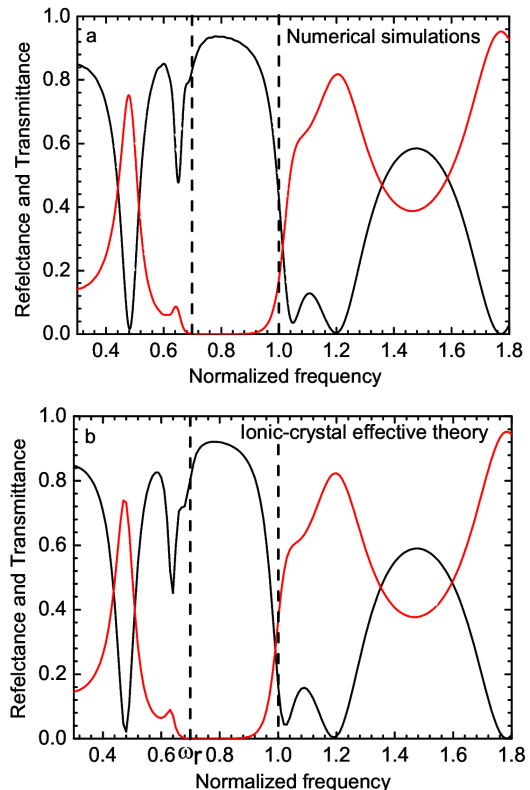 a
Numerical simulations
1.0
0.8
0.6
0.4
0.2
0.0
Refelctance and Transmittance
0.4 0.6 0.8 1.0 1.2 1.4 1.6 1.8
Normalized frequency
b
Ionic-crystal effective theory
1.0
0.8
0.6
0.4
0.2
0.0
Refelctance and Transmittance
0.4 0.6 ωr 0.8 1.0 1.2 1.4 1.6 1.8
Normalized frequency